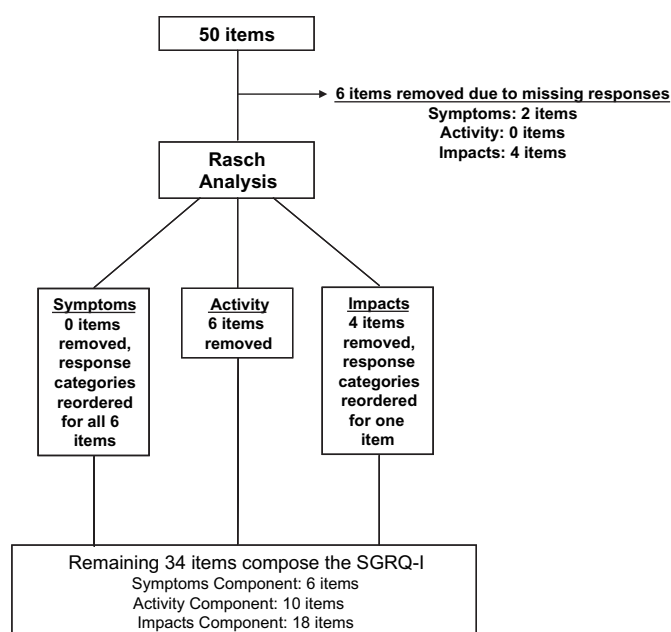 50 items
6 items removed due to missing responses
Symptoms: 2 items
Activity: 0 items
Impacts: 4 items
Rasch
Analysis
Symptoms
0 items
removed,
response
categories
reordered
for all 6
items
Activity
6 items
removed
Impacts
4 items
removed,
response
categories
reordered
for one
item
Remaining 34 items compose the SGRQ-I
Symptoms Component: 6 items
Activity Component: 10 items
Impacts Component: 18 items